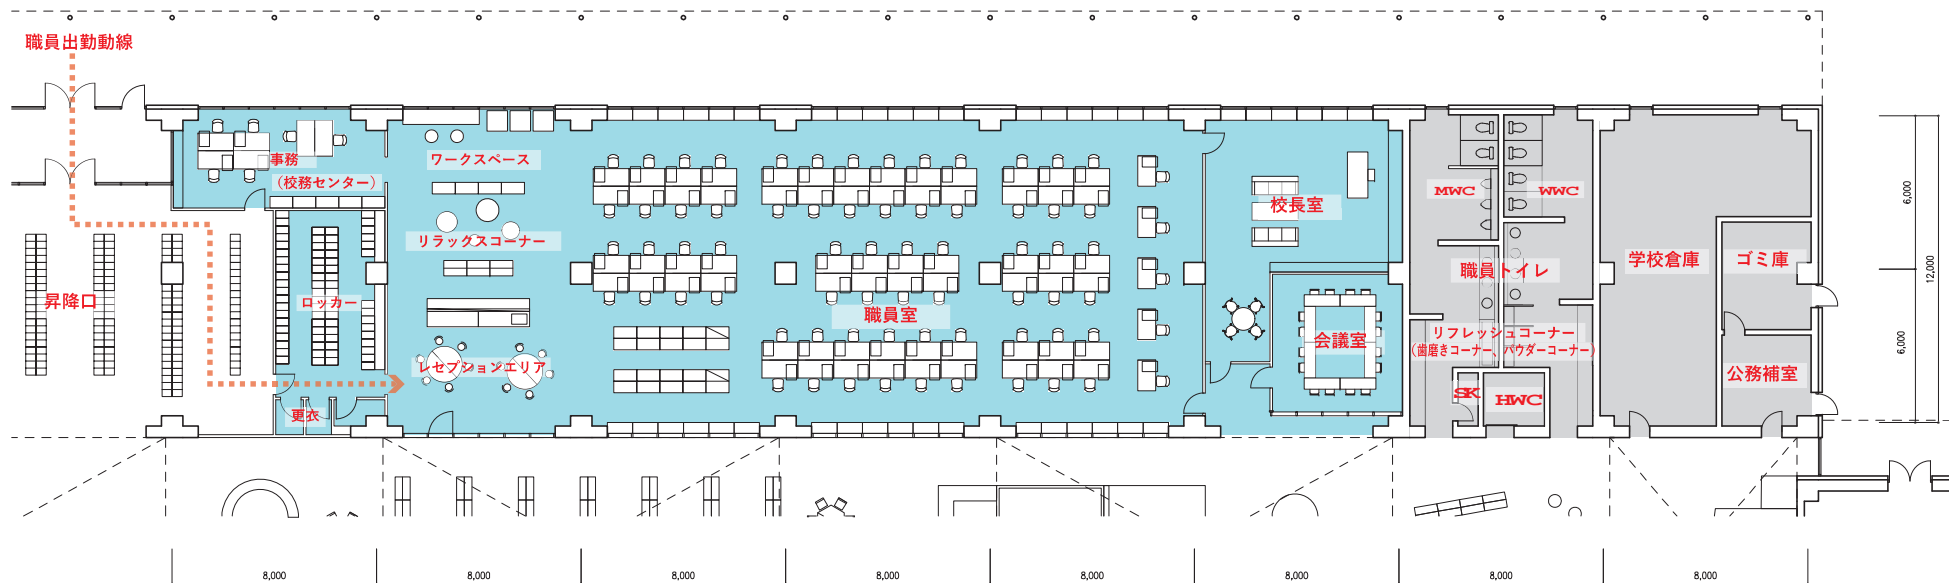 職員出勤動線
事務
（校務センター）
ワークスペース
リラックスコーナー
昇降口
ロッカー
レセプションエリア
更衣
職員室
校長室
会議室
MWC
WWC
職員トイレ
リフレッシュコーナー
（歯磨きコーナー、パウダーコーナー）
SK
HWC
学校倉庫
ゴミ庫
公務補室
6,000
12,000
6,000
8,000
8,000
8,000
8,000
8,000
8,000
8,000
8,000